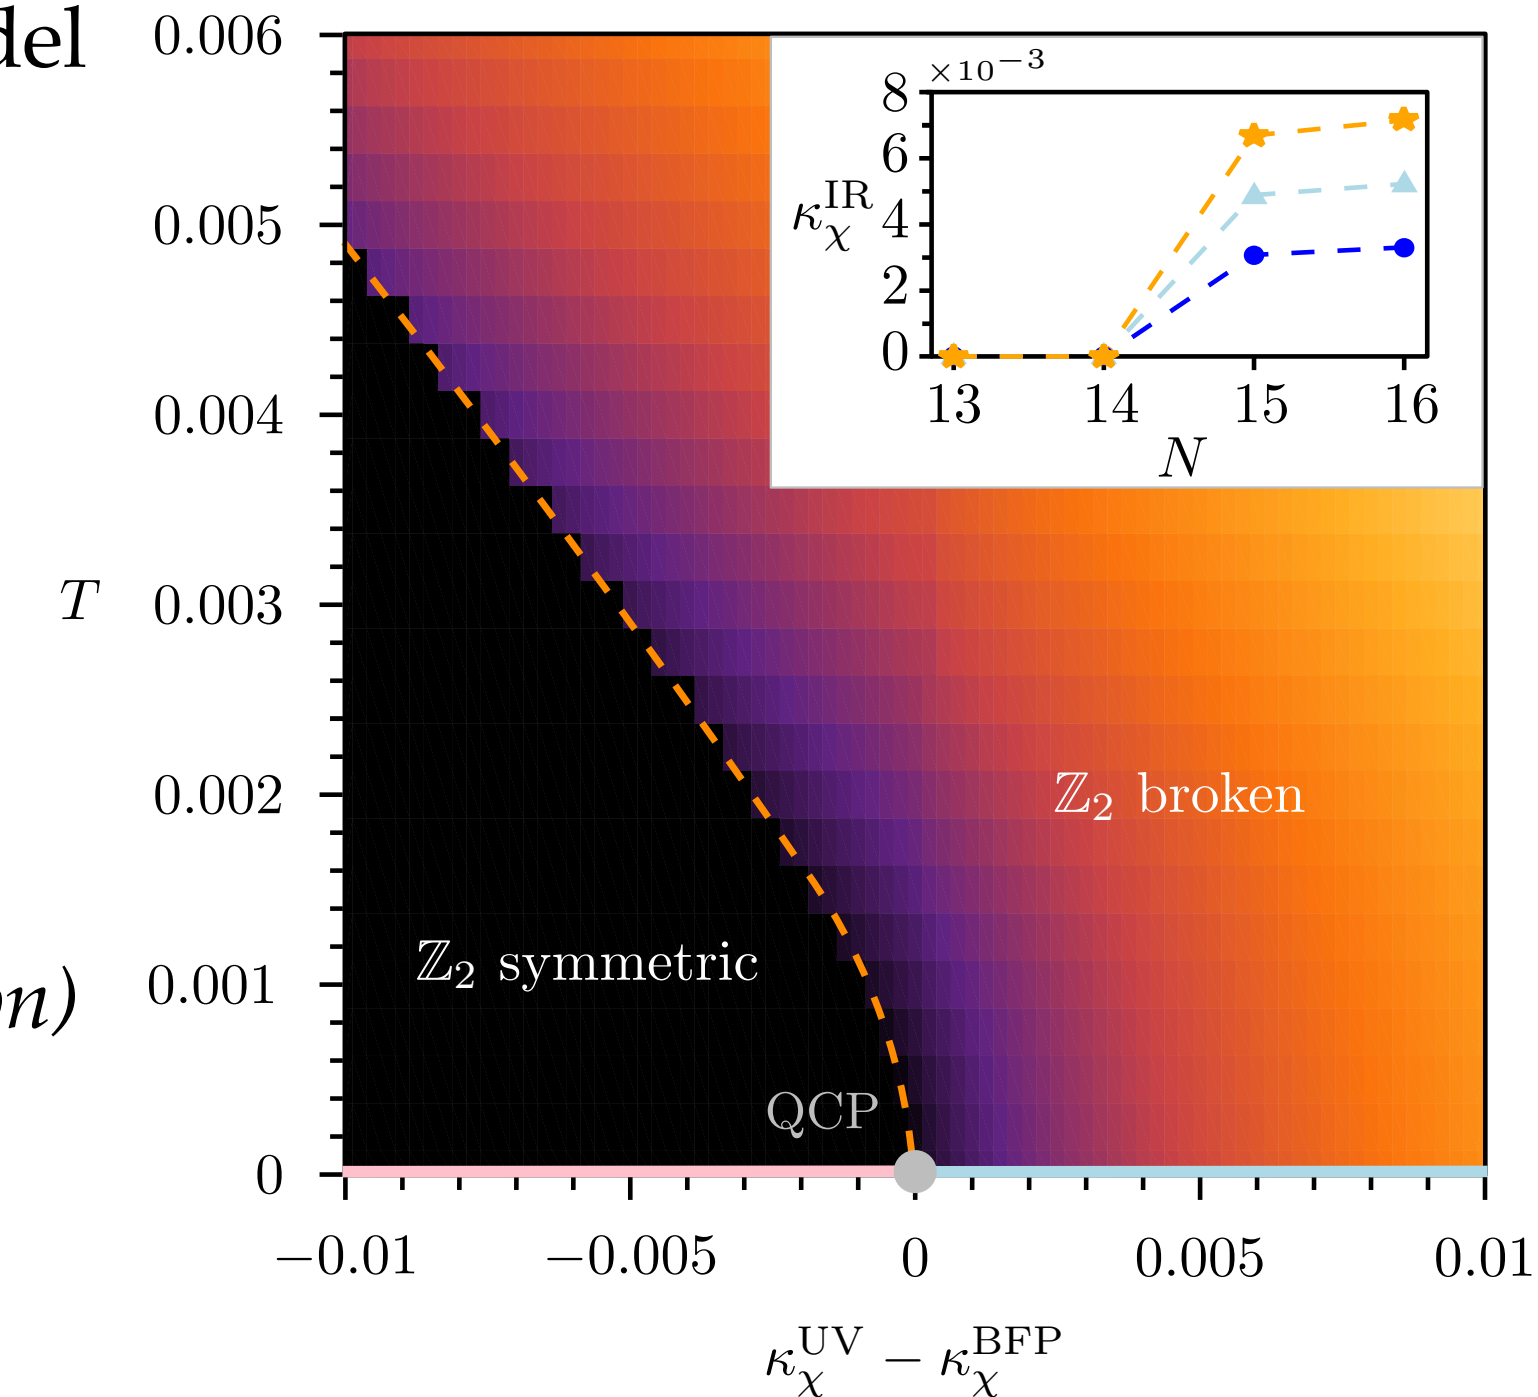 del
0.006
0.005
0.004
0.003
0.002
0.001
0
T
on)
×10⁻³
8
6
4
2
0
κ_χ^IR
13 14 15 16
N
ℤ₂ broken
ℤ₂ symmetric
QCP
−0.01 −0.005 0 0.005 0.01
κ_χ^UV − κ_χ^BFP